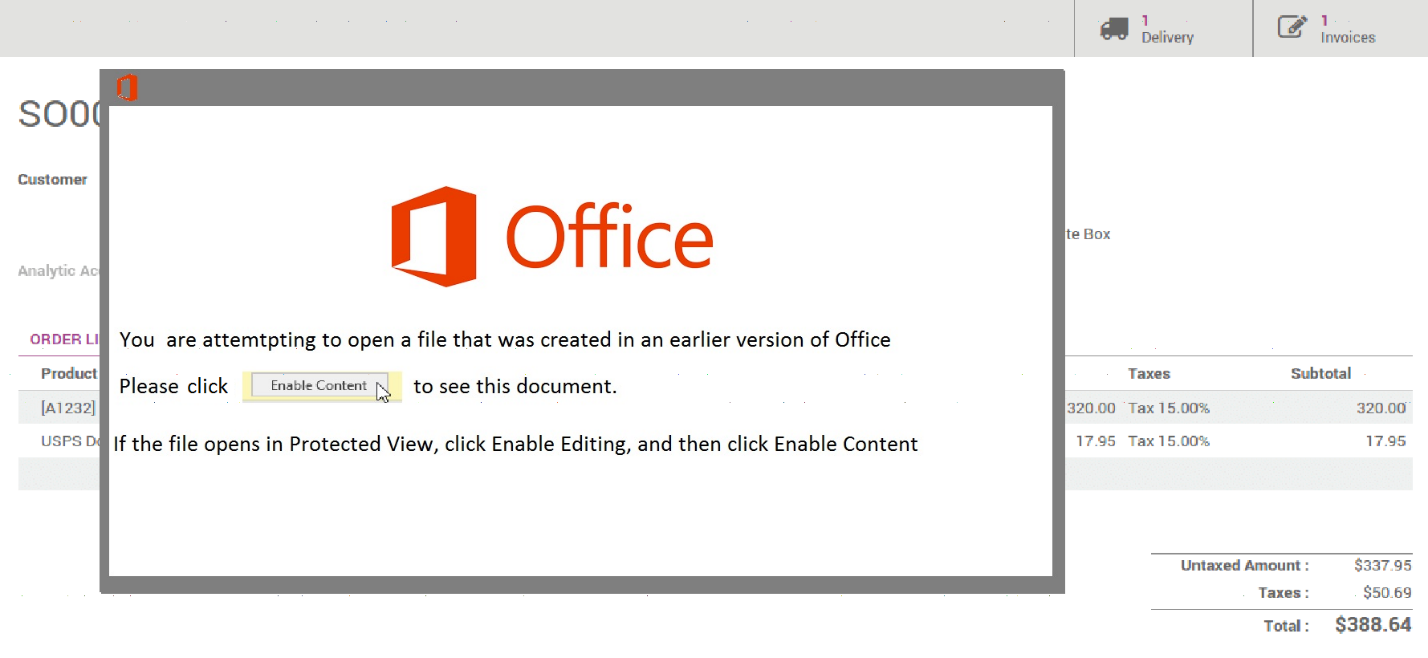 1
Delivery
1
Invoices
SO00
Customer
Office
te Box
Analytic Acc
You are attemtpting to open a file that was created in an earlier version of Office
ORDER LI
Please click Enable Content to see this document.
Product Taxes Subtotal
[A1232] 320.00 Tax 15.00% 320.00
USPS Do 17.95 Tax 15.00% 17.95
If the file opens in Protected View, click Enable Editing, and then click Enable Content
Untaxed Amount : $337.95
Taxes : $50.69
Total : $388.64